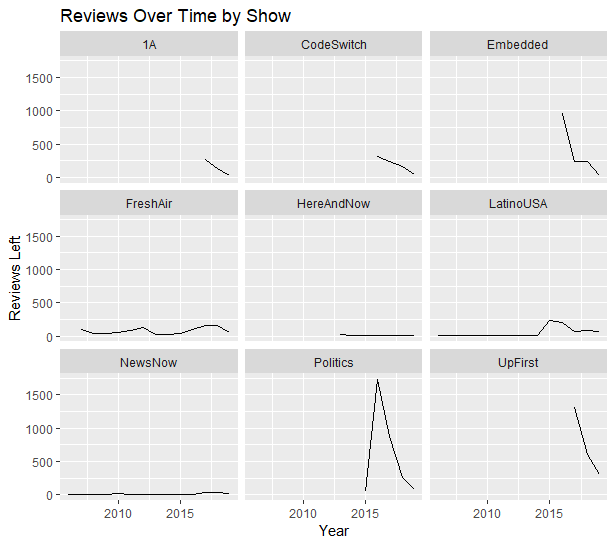 Reviews Over Time by Show
1A
CodeSwitch
Embedded
1500
1000
500
0
FreshAir
HereAndNow
LatinoUSA
1500
1000
500
0
NewsNow
Politics
UpFirst
1500
1000
500
0
2010
2015
2010
2015
2010
2015
Year
Reviews Left